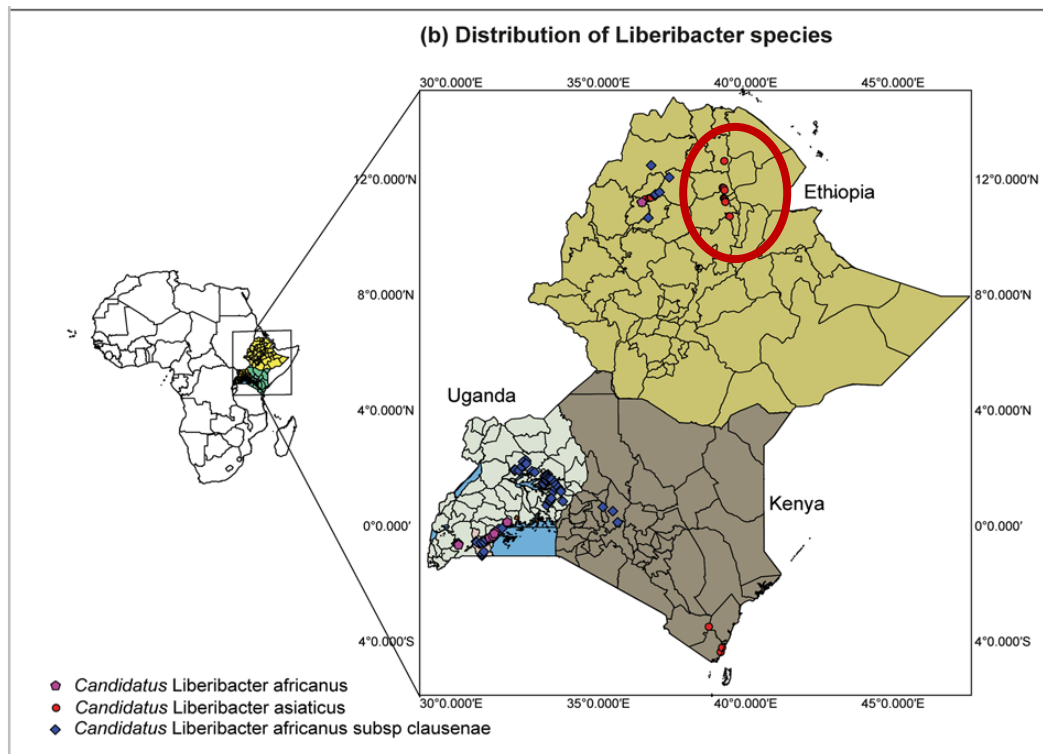 (b) Distribution of Liberibacter species
30°0.000'E 35°0.000'E 40°0.000'E 45°0.000'E
12°0.000'N 12°0.000'N
Ethiopia
8°0.000'N 8°0.000'N
4°0.000'N 4°0.000'N
Uganda
Kenya
0°0.000' 0°0.000'
4°0.000'S 4°0.000'S
Candidatus Liberibacter africanus
Candidatus Liberibacter asiaticus
Candidatus Liberibacter africanus subsp clausenae
30°0.000'E 35°0.000'E 40°0.000'E 45°0.000'E